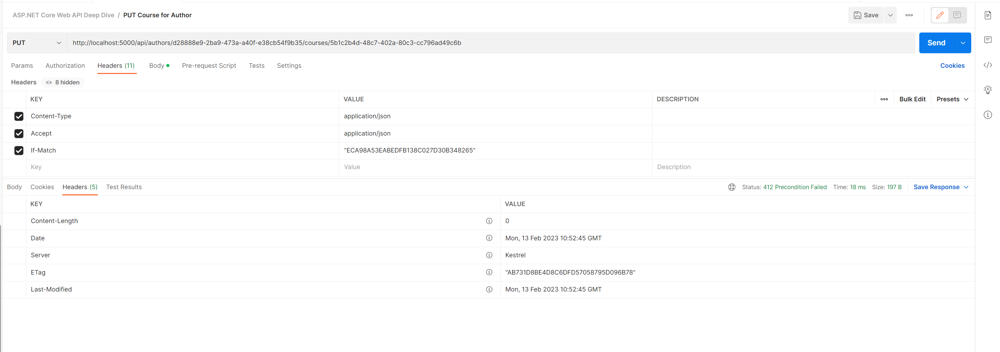 ASP.NET Core Web API Deep Dive / PUT Course for Author
Save
PUT
http://localhost:5000/api/authors/d28888e9-2ba9-473a-a40f-e38cb54f9b35/courses/5b1c2b4d-48c7-402a-80c3-cc796ad49c6b
Send
Params Authorization Headers (11) Body Pre-request Script Tests Settings Cookies
Headers 8 hidden
KEY VALUE DESCRIPTION Bulk Edit Presets
Content-Type application/json
Accept application/json
If-Match "ECA98A53EABEDFB138C027D30B348265"
Key Value Description
Body Cookies Headers (5) Test Results Status: 412 Precondition Failed Time: 18 ms Size: 197 B Save Response
KEY VALUE
Content-Length 0
Date Mon, 13 Feb 2023 10:52:45 GMT
Server Kestrel
ETag "AB731D8BE4D8C6DFD57058795D096B78"
Last-Modified Mon, 13 Feb 2023 10:52:45 GMT